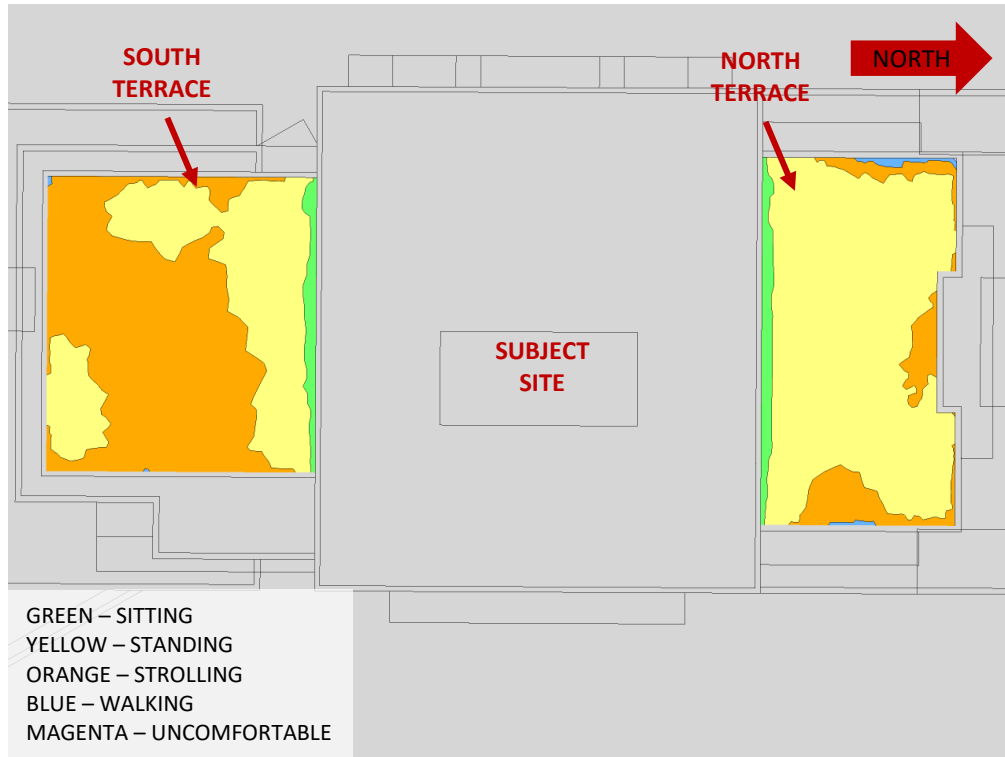 SOUTH
TERRACE
NORTH
TERRACE
NORTH
SUBJECT
SITE
GREEN – SITTING
YELLOW – STANDING
ORANGE – STROLLING
BLUE – WALKING
MAGENTA – UNCOMFORTABLE